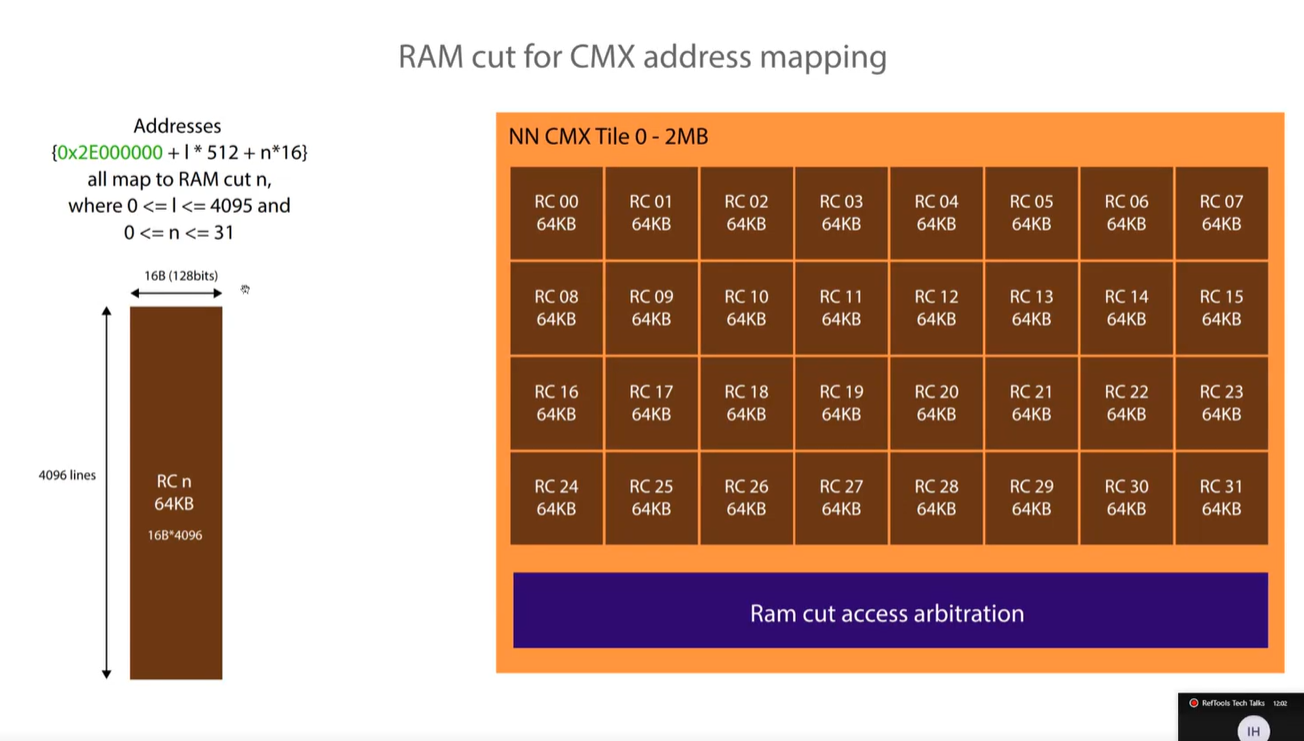 RAM cut for CMX address mapping
Addresses
{0x2E000000 + l * 512 + n*16}
all map to RAM cut n,
where 0 <= l <= 4095 and
0 <= n <= 31
16B (128bits)
4096 lines
RC n
64KB
16B*4096
NN CMX Tile 0 - 2MB
RC 00 RC 01 RC 02 RC 03 RC 04 RC 05 RC 06 RC 07
64KB 64KB 64KB 64KB 64KB 64KB 64KB 64KB
RC 08 RC 09 RC 10 RC 11 RC 12 RC 13 RC 14 RC 15
64KB 64KB 64KB 64KB 64KB 64KB 64KB 64KB
RC 16 RC 17 RC 18 RC 19 RC 20 RC 21 RC 22 RC 23
64KB 64KB 64KB 64KB 64KB 64KB 64KB 64KB
RC 24 RC 25 RC 26 RC 27 RC 28 RC 29 RC 30 RC 31
64KB 64KB 64KB 64KB 64KB 64KB 64KB 64KB
Ram cut access arbitration
RefTools Tech Talks 12:02
IH